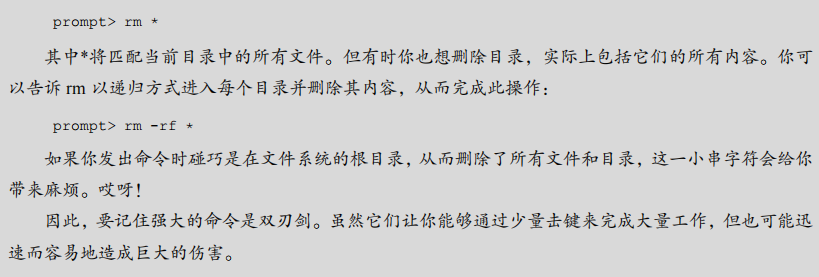 prompt> rm *
其中*将匹配当前目录中的所有文件。但有时你也想删除目录，实际上包括它们的所有内容。你可
以告诉 rm 以递归方式进入每个目录并删除其内容，从而完成此操作：
prompt> rm -rf *
如果你发出命令时碰巧是在文件系统的根目录，从而删除了所有文件和目录，这一小串字符会给你
带来麻烦。哎呀！
因此，要记住强大的命令是双刃剑。虽然它们让你能够通过少量击键来完成大量工作，但也可能迅
速而容易地造成巨大的伤害。